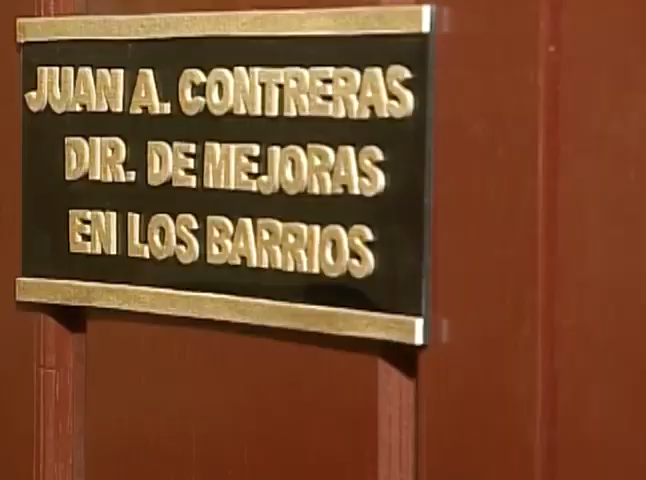 JUAN A. CONTRERAS
DIR. DE MEJORAS
EN LOS BARRIOS